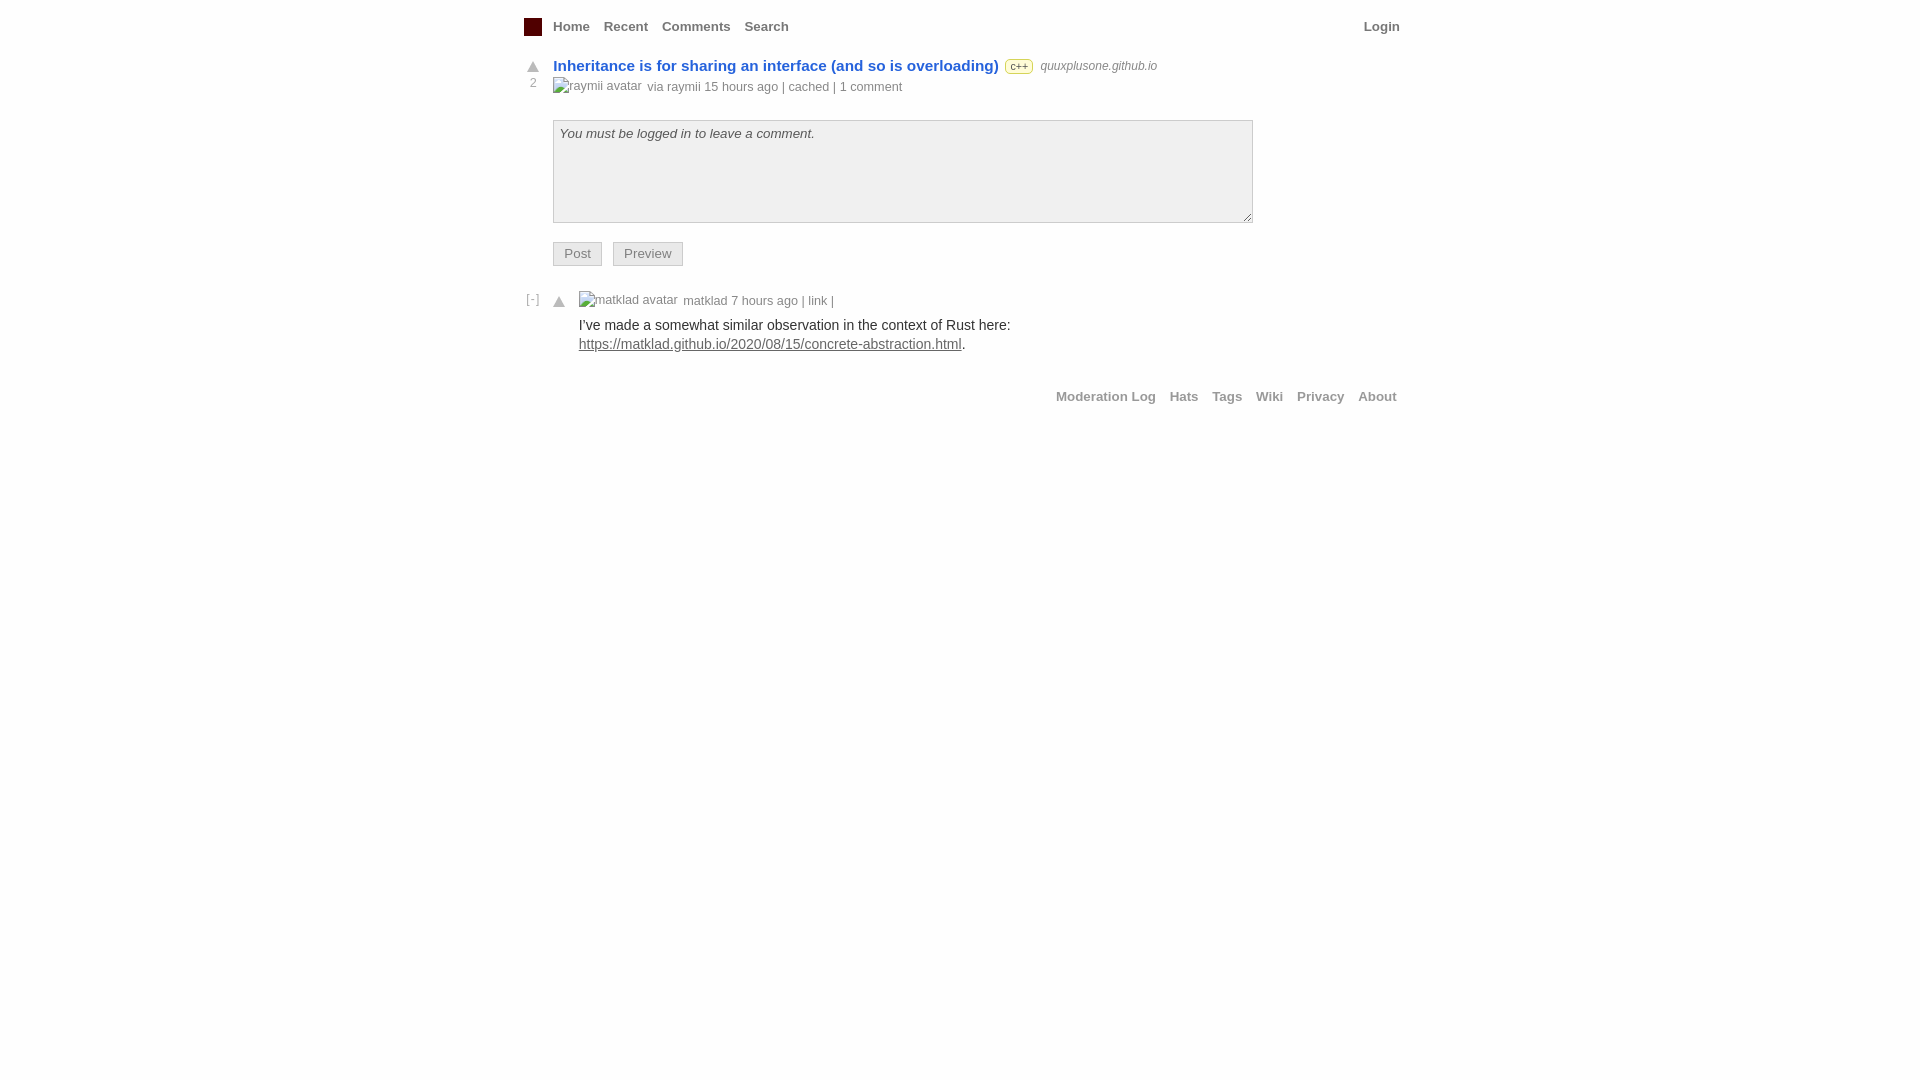 Home Recent Comments Search Login
Inheritance is for sharing an interface (and so is overloading) c++ quuxplusone.github.io
2
raymii avatar via raymii 15 hours ago | cached | 1 comment
You must be logged in to leave a comment.
Post Preview
[-] matklad avatar matklad 7 hours ago | link |
I’ve made a somewhat similar observation in the context of Rust here:
https://matklad.github.io/2020/08/15/concrete-abstraction.html.
Moderation Log Hats Tags Wiki Privacy About